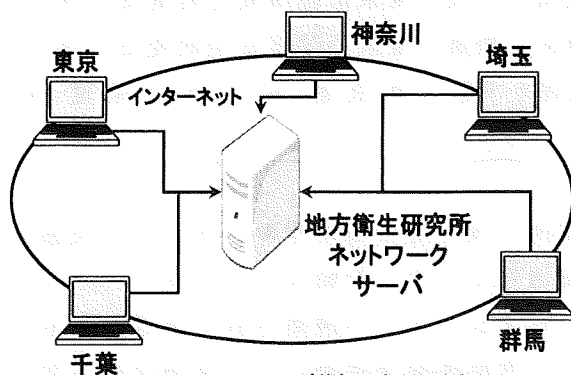 神奈川
東京
埼玉
インターネット
地方衛生研究所
ネットワーク
サーバ
群馬
千葉